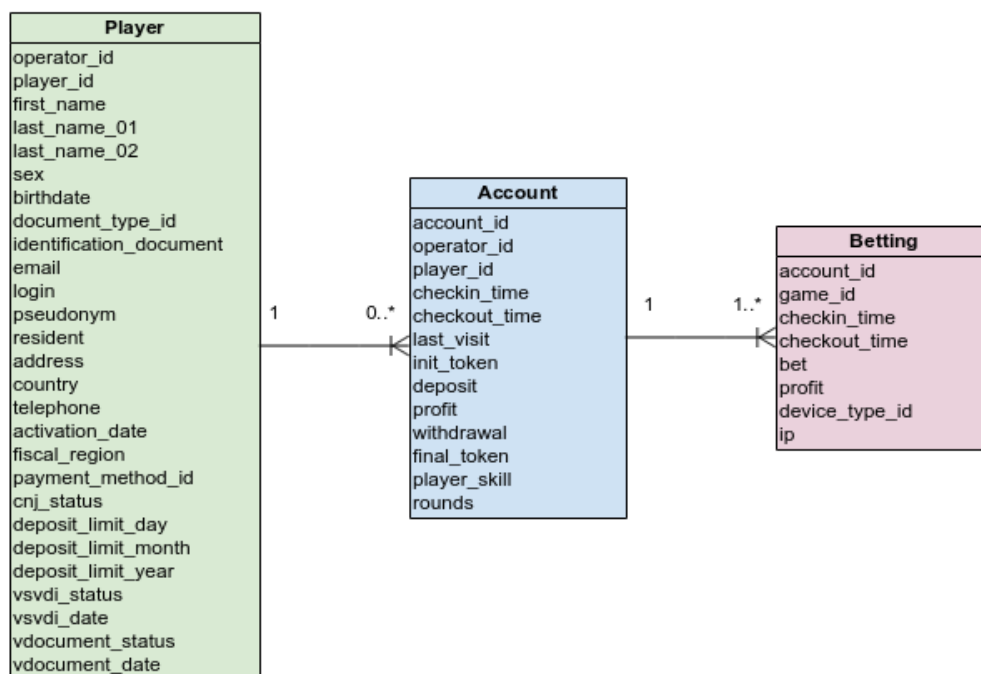 Player
operator_id
player_id
first_name
last_name_01
last_name_02
sex
birthdate
document_type_id
identification_document
email
login
pseudonym
resident
address
country
telephone
activation_date
fiscal_region
payment_method_id
cnj_status
deposit_limit_day
deposit_limit_month
deposit_limit_year
vsvdi_status
vsvdi_date
vdocument_status
vdocument_date
1
0..*
Account
account_id
operator_id
player_id
checkin_time
checkout_time
last_visit
init_token
deposit
profit
withdrawal
final_token
player_skill
rounds
1
1..*
Betting
account_id
game_id
checkin_time
checkout_time
bet
profit
device_type_id
ip